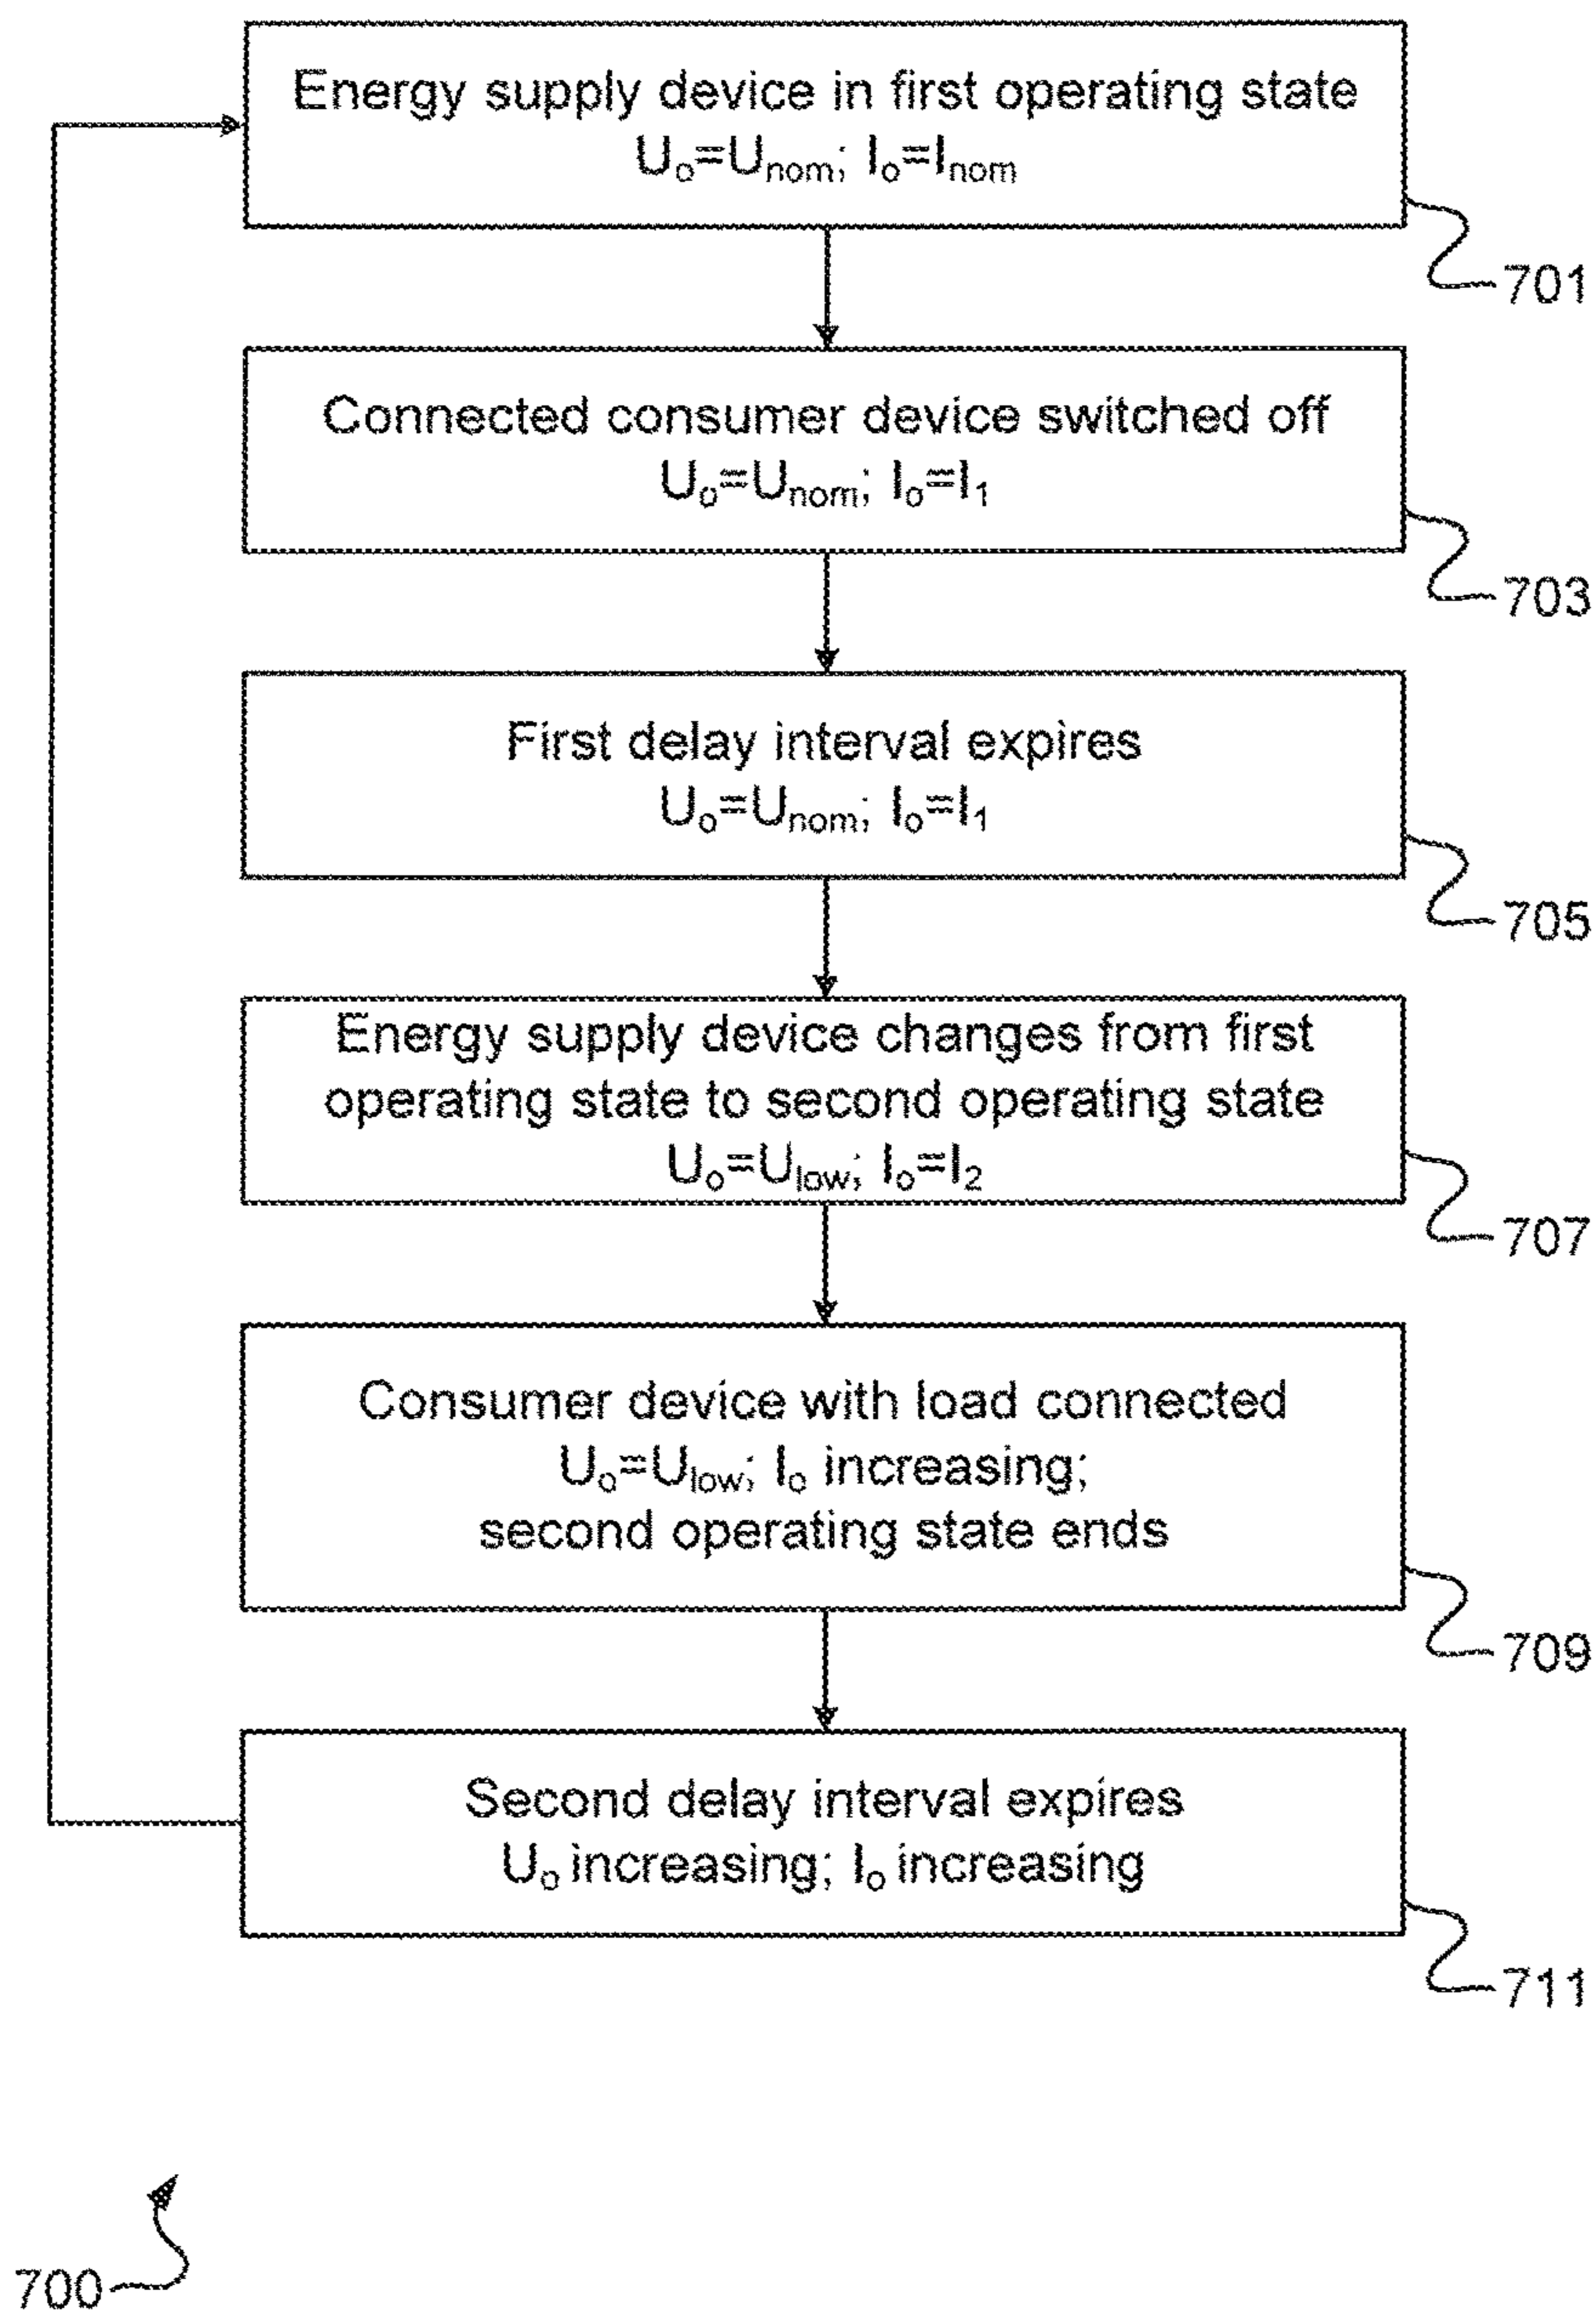 Energy supply device in first operating state
Uₒ=Uₙₒₘ; Iₒ=Iₙₒₘ
701
Connected consumer device switched off
Uₒ=Uₙₒₘ; Iₒ=I₁
703
First delay interval expires
Uₒ=Uₙₒₘ; Iₒ=I₁
705
Energy supply device changes from first
operating state to second operating state
Uₒ=Uₗₒw; Iₒ=I₂
707
Consumer device with load connected
Uₒ=Uₗₒw; Iₒ increasing;
second operating state ends
709
Second delay interval expires
Uₒ increasing; Iₒ increasing
711
700